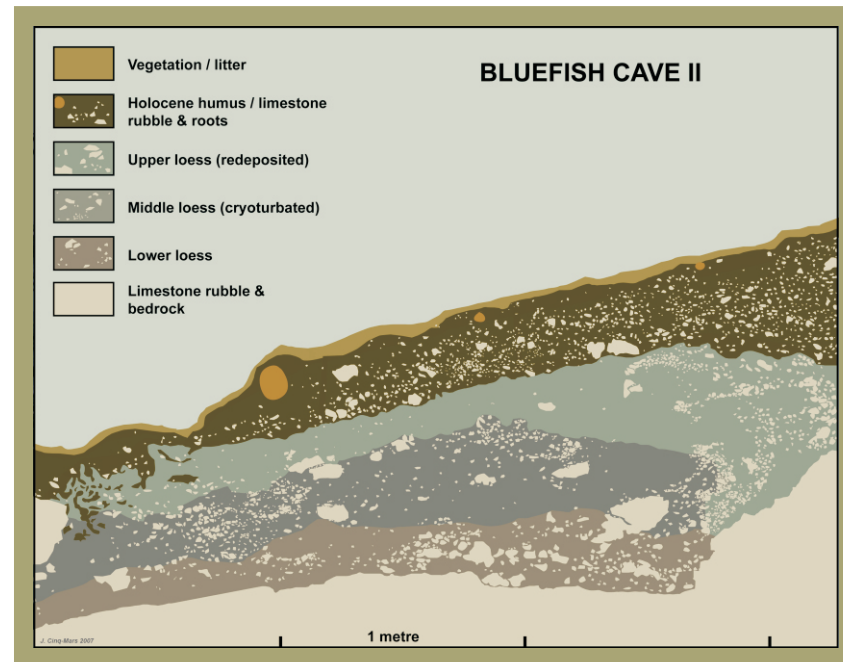 BLUEFISH CAVE II
Vegetation / litter
Holocene humus / limestone
rubble & roots
Upper loess (redeposited)
Middle loess (cryoturbated)
Lower loess
Limestone rubble &
bedrock
1 metre
J. Cinq-Mars 2007